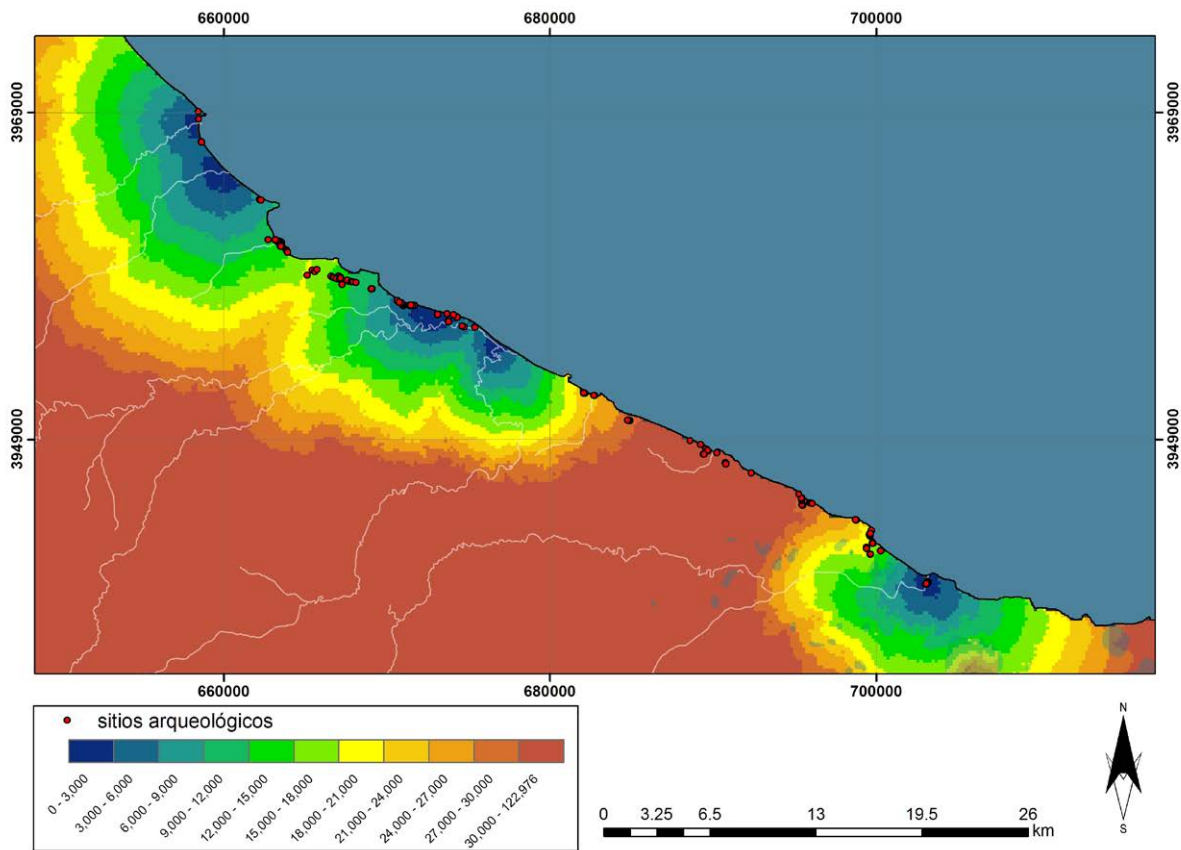 660000 680000 700000
3969000 3969000
3949000 3949000
660000 680000 700000
sitios arqueológicos
0 - 3,000
3,000 - 6,000
6,000 - 9,000
9,000 - 12,000
12,000 - 15,000
15,000 - 18,000
18,000 - 21,000
21,000 - 24,000
24,000 - 27,000
27,000 - 30,000
30,000 - 122,976
N
S
0 3.25 6.5 13 19.5 26
km